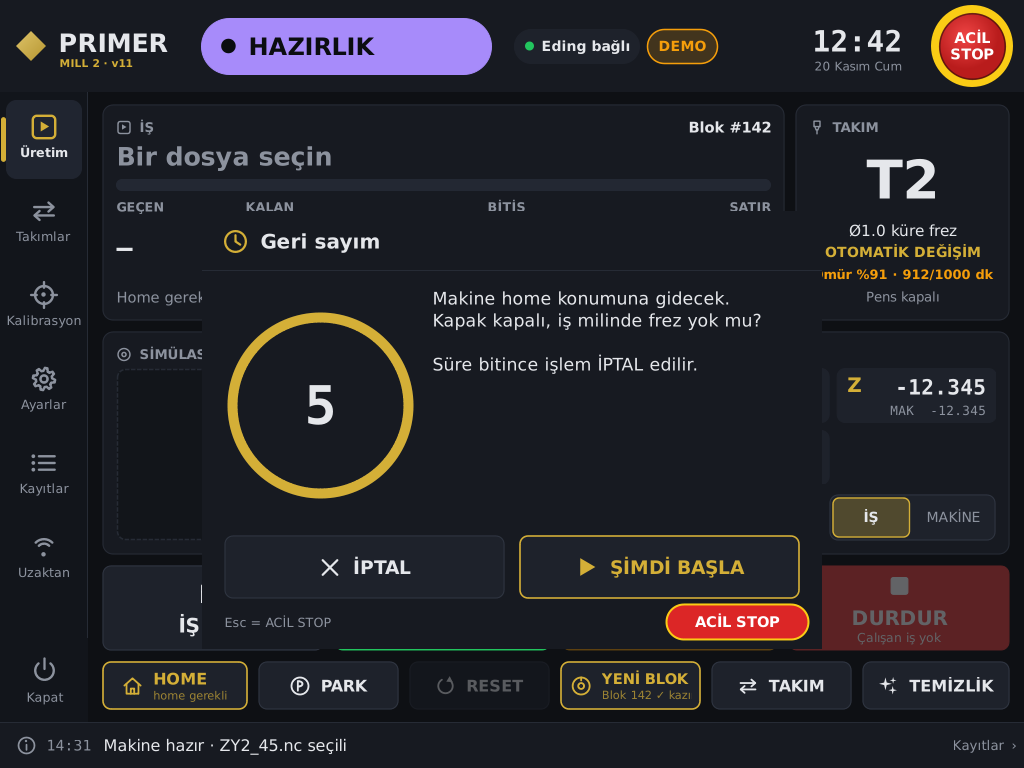 PRIMER
MILL 2 · v11
HAZIRLIK
Eding bağlı
DEMO
12:42
20 Kasım Cum
ACİL
STOP
Üretim
Takımlar
Kalibrasyon
Ayarlar
Kayıtlar
Uzaktan
Kapat
İŞ
Blok #142
Bir dosya seçin
GEÇEN
KALAN
BİTİS
SATIR
–
TAKIM
T2
Ø1.0 küre frez
OTOMATİK DEĞİŞİM
%91 · 912/1000 dk
Pens kapalı
Geri sayım
Makine home konumuna gidecek.
Kapak kapalı, iş milinde frez yok mu?
Süre bitince işlem İPTAL edilir.
5
İPTAL
ŞİMDİ BAŞLA
Esc = ACİL STOP
ACİL STOP
Z
-12.345
MAK -12.345
İŞ
MAKİNE
İŞ
DURDUR
Çalışan iş yok
HOME
home gerekli
PARK
RESET
YENİ BLOK
Blok 142 ✓ kazı
TAKIM
TEMİZLİK
14:31 Makine hazır · ZY2_45.nc seçili
Kayıtlar ›